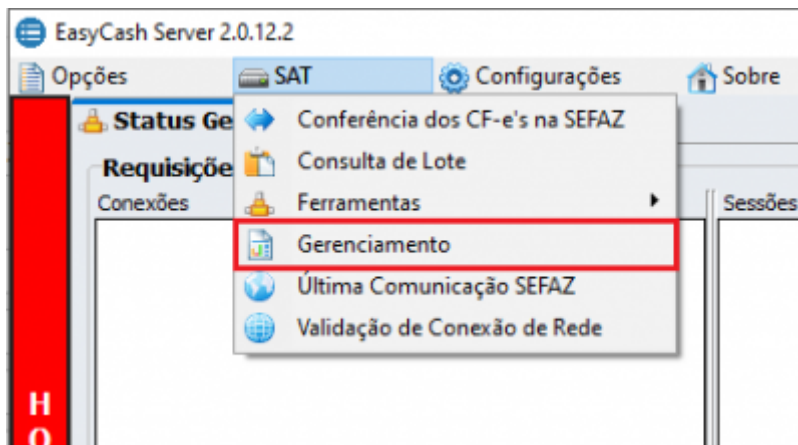 EasyCash Server 2.0.12.2
Opções SAT Configurações Sobre
Status Ge
Conferência dos CF-e's na SEFAZ
Requisiçõe
Consulta de Lote
Conexões
Ferramentas
Sessões
Gerenciamento
Última Comunicação SEFAZ
Validação de Conexão de Rede
H
O